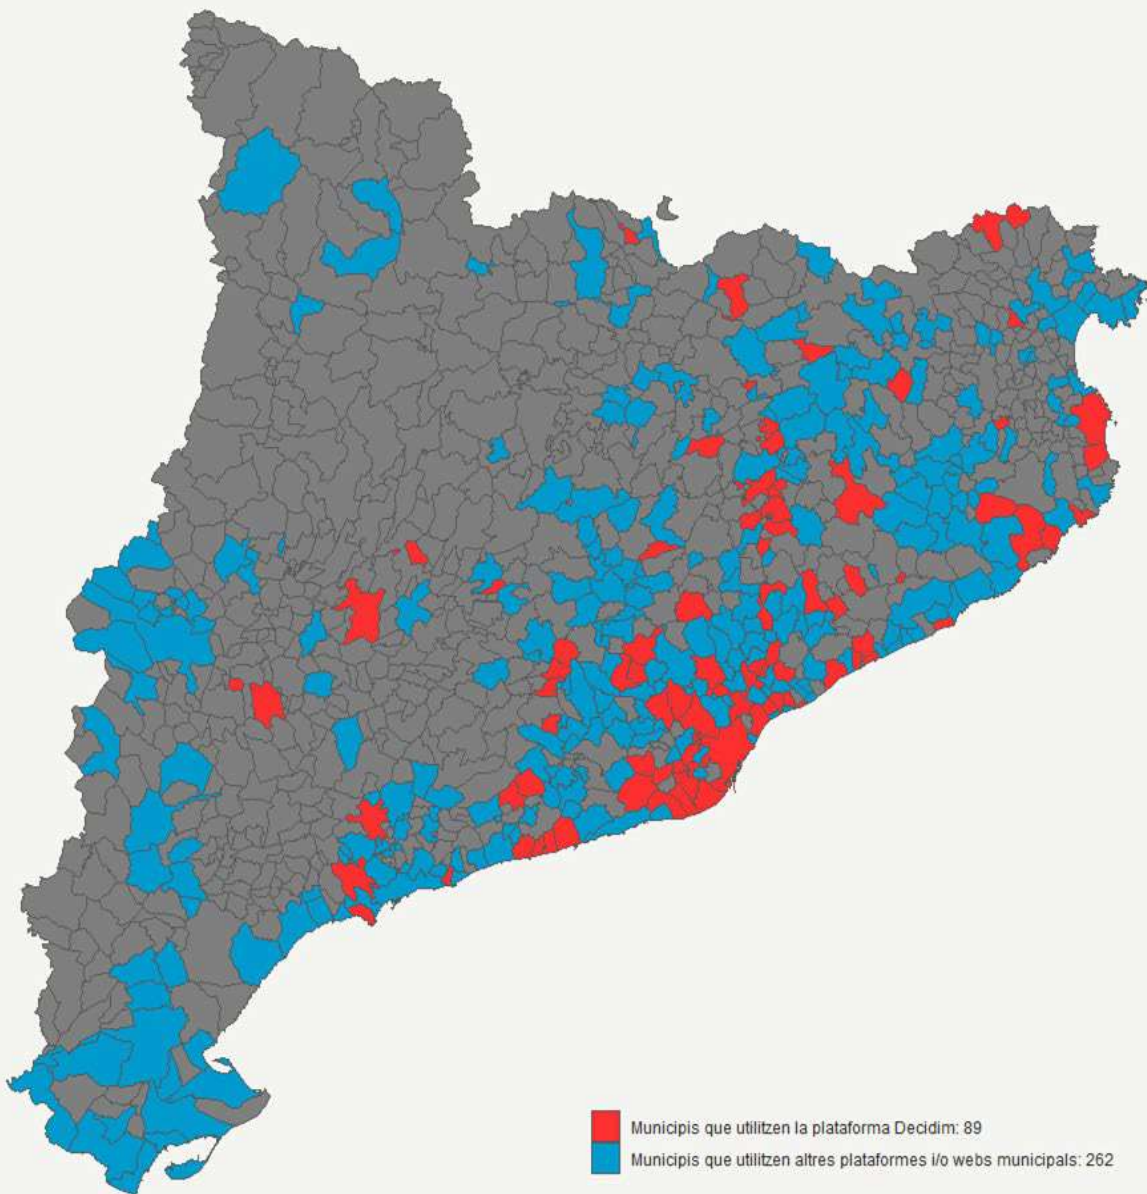 Municipis que utilitzen la plataforma Decidim: 89
Municipis que utilitzen altres plataformes i/o webs municipals: 262